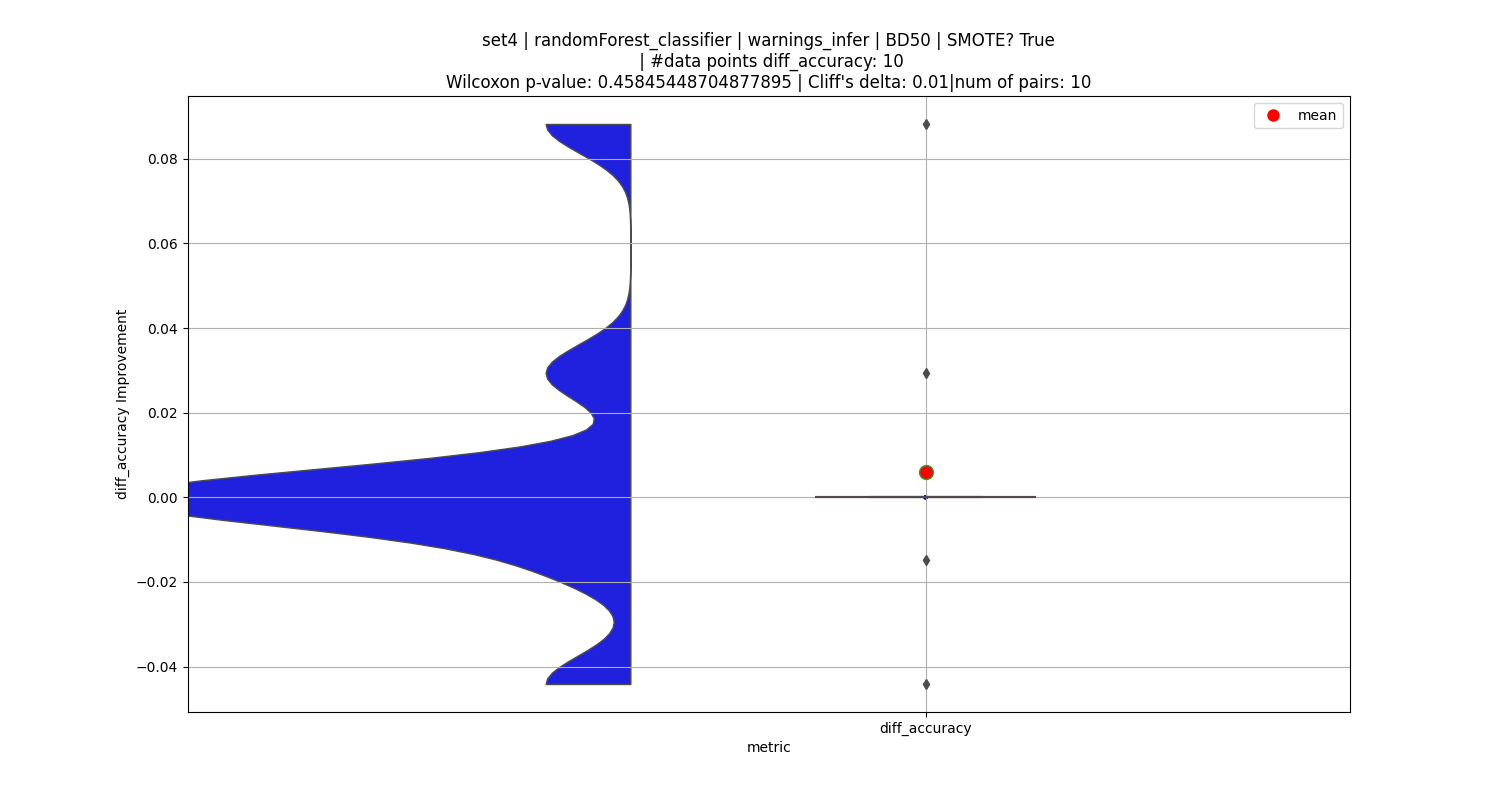 set4 | randomForest_classifier | warnings_infer | BD50 | SMOTE? True
| #data points diff_accuracy: 10
Wilcoxon p-value: 0.45845448704877895 | Cliff's delta: 0.01|num of pairs: 10
mean
0.08
0.06
0.04
0.02
0.00
−0.02
−0.04
diff_accuracy Improvement
diff_accuracy
metric